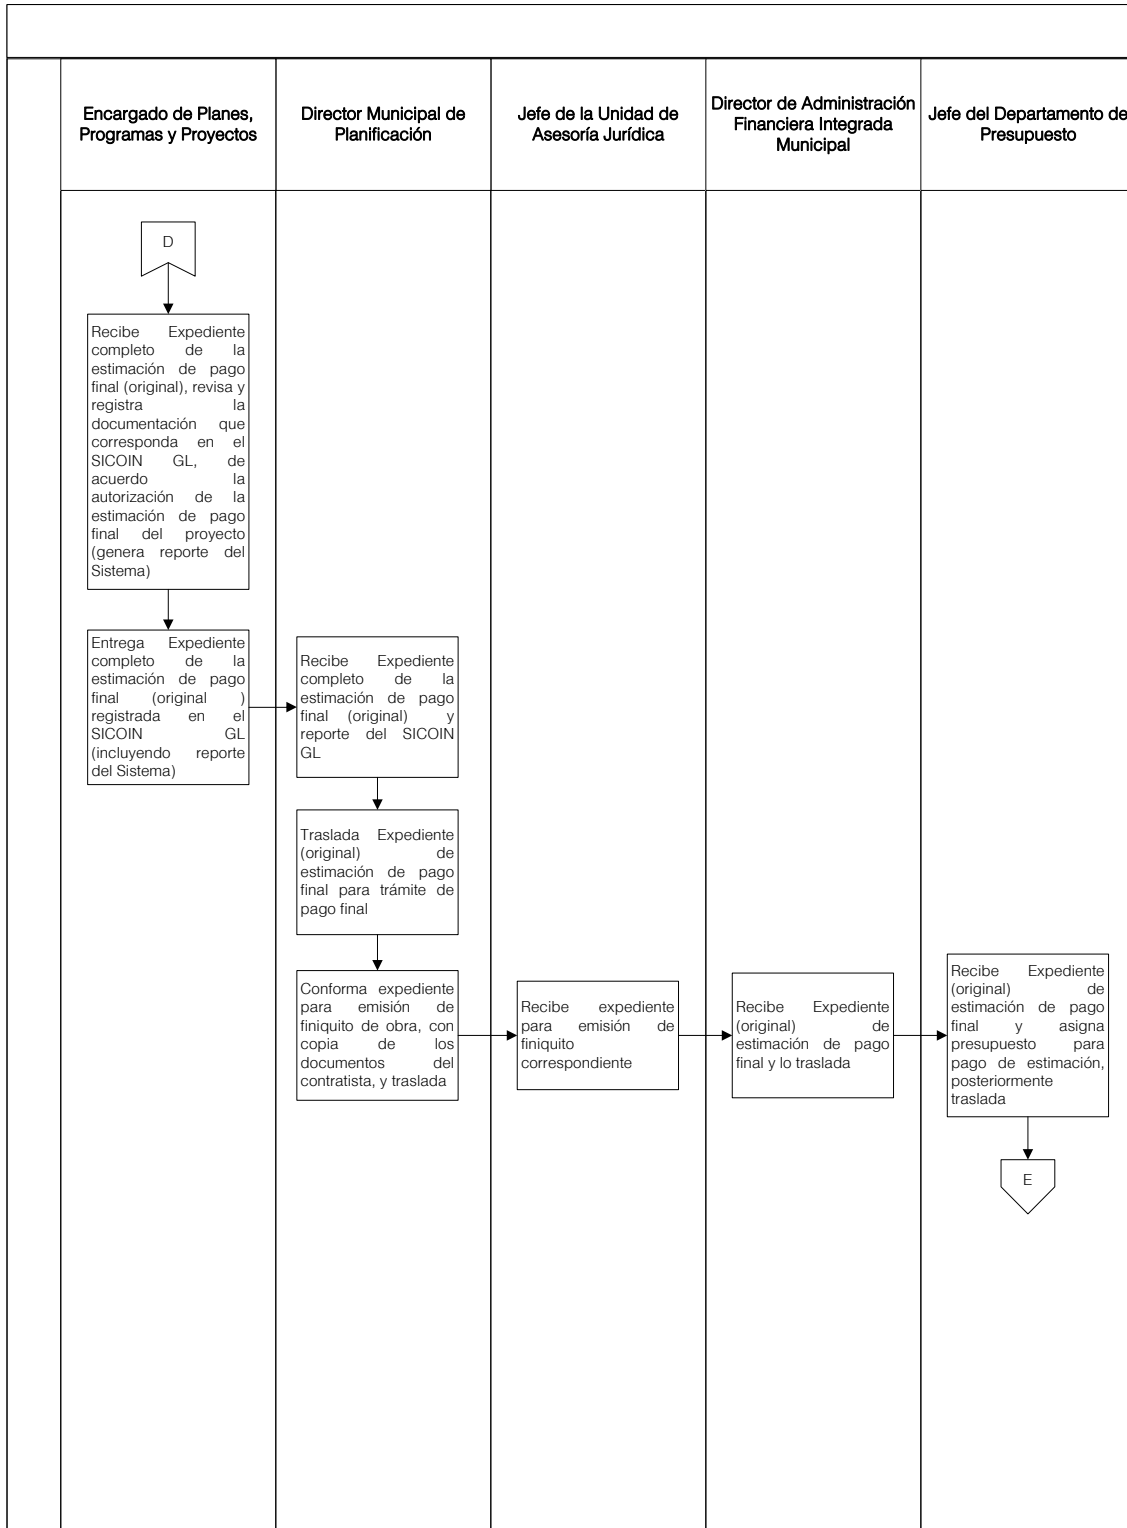 Encargado de Planes,
Programas y Proyectos
Director Municipal de
Planificación
Jefe de la Unidad de
Asesoría Jurídica
Director de Administración
Financiera Integrada
Municipal
Jefe del Departamento de
Presupuesto
D
Recibe Expediente
completo de la
estimación de pago
final (original), revisa y
registra la
documentación que
corresponda en el
SICOIN GL, de
acuerdo la
autorización de la
estimación de pago
final del proyecto
(genera reporte del
Sistema)
Entrega Expediente
completo de la
estimación de pago
final (original )
registrada en el
SICOIN GL
(incluyendo reporte
del Sistema)
Recibe Expediente
completo de la
estimación de pago
final (original) y
reporte del SICOIN
GL
Traslada Expediente
(original) de
estimación de pago
final para trámite de
pago final
Conforma expediente
para emisión de
finiquito de obra, con
copia de los
documentos del
contratista, y traslada
Recibe expediente
para emisión de
finiquito
correspondiente
Recibe Expediente
(original) de
estimación de pago
final y lo traslada
Recibe Expediente
(original) de
estimación de pago
final y asigna
presupuesto para
pago de estimación,
posteriormente
traslada
E